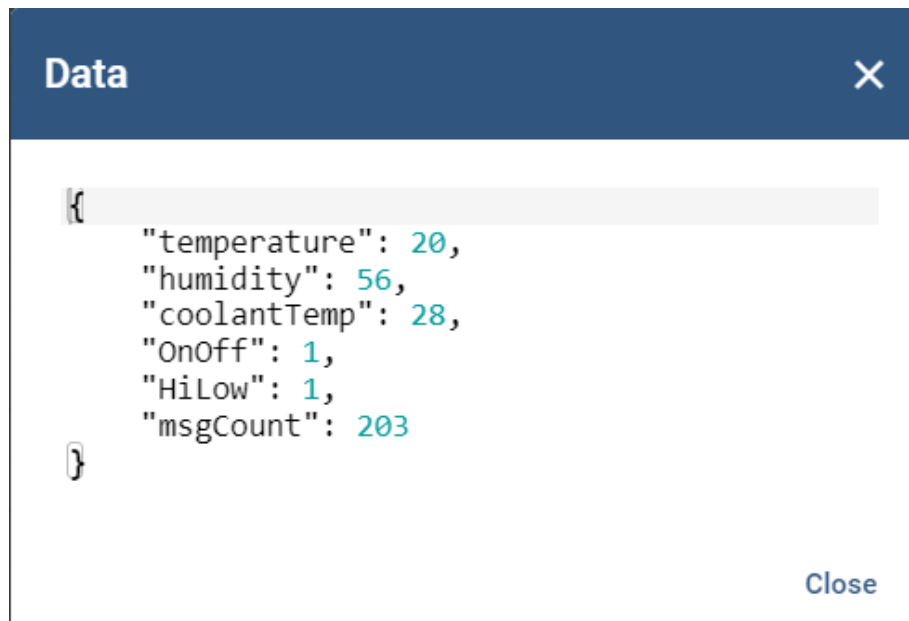 Data
{
"temperature": 20,
"humidity": 56,
"coolantTemp": 28,
"OnOff": 1,
"HiLow": 1,
"msgCount": 203
}
Close